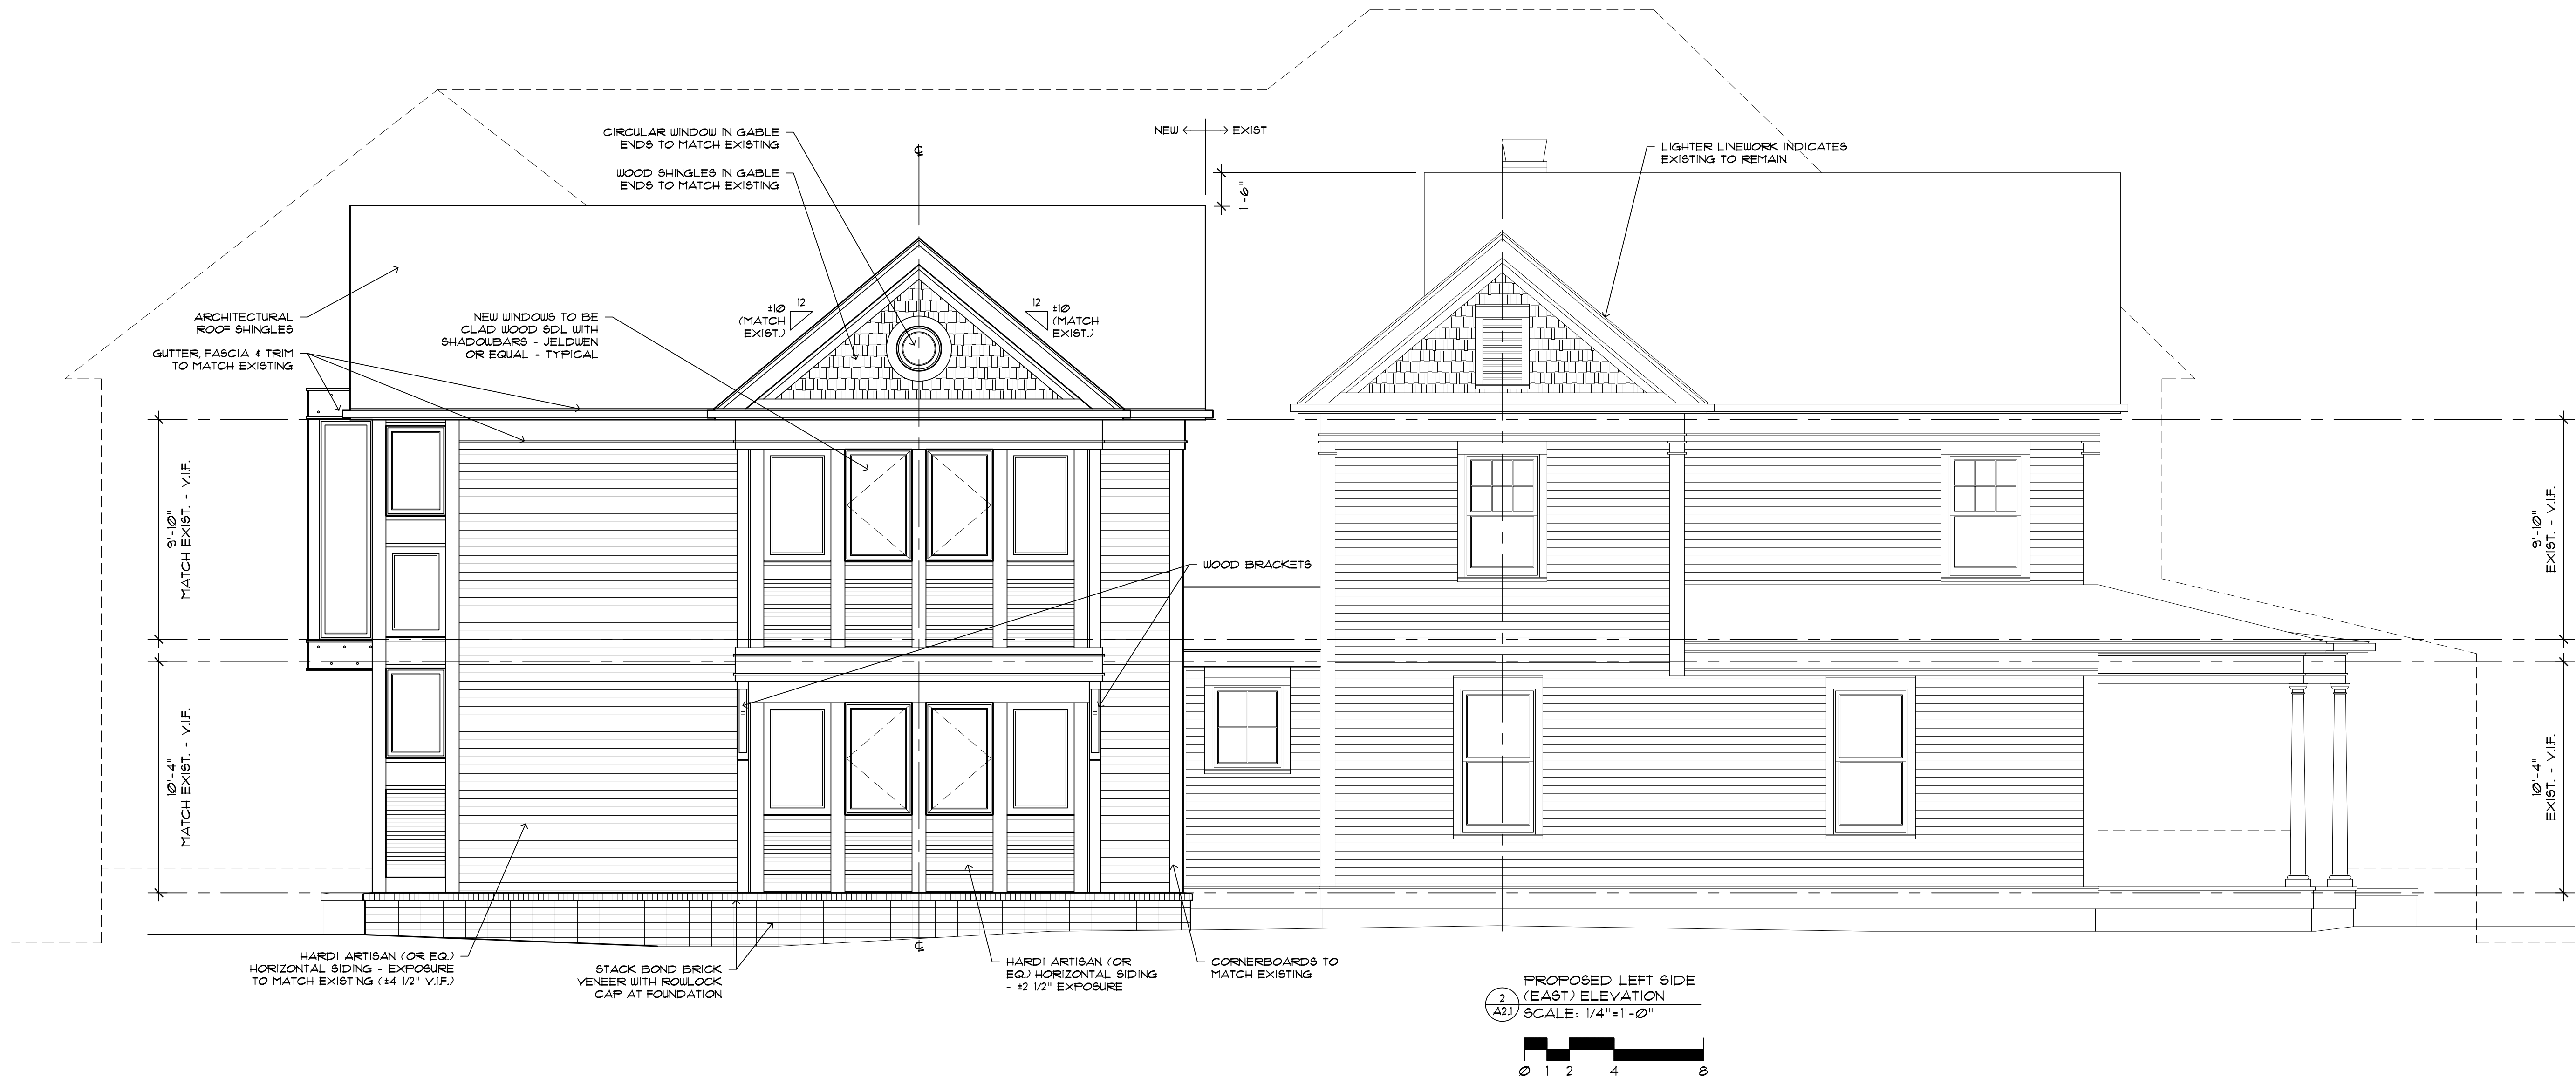 CIRCULAR WINDOW IN GABLE
ENDS TO MATCH EXISTING
WOOD SHINGLES IN GABLE
ENDS TO MATCH EXISTING
℄
NEW
EXIST
1'-6"
LIGHTER LINEWORK INDICATES
EXISTING TO REMAIN
ARCHITECTURAL
ROOF SHINGLES
GUTTER, FASCIA & TRIM
TO MATCH EXISTING
NEW WINDOWS TO BE
CLAD WOOD SDL WITH
SHADOWBARS - JELDWEN
OR EQUAL - TYPICAL
12
±10
(MATCH
EXIST.)
12
±10
(MATCH
EXIST.)
9'-10"
MATCH EXIST. - V.I.F.
10'-4"
MATCH EXIST. - V.I.F.
WOOD BRACKETS
9'-10"
EXIST. - V.I.F.
10'-4"
EXIST. - V.I.F.
℄
HARDI ARTISAN (OR EQ.)
HORIZONTAL SIDING - EXPOSURE
TO MATCH EXISTING (±4 1/2" V.I.F.)
STACK BOND BRICK
VENEER WITH ROWLOCK
CAP AT FOUNDATION
HARDI ARTISAN (OR
EQ.) HORIZONTAL SIDING
- ±2 1/2" EXPOSURE
CORNERBOARDS TO
MATCH EXISTING
2
A2.1
PROPOSED LEFT SIDE
(EAST) ELEVATION
SCALE: 1/4"=1'-0"
0 1 2 4 8